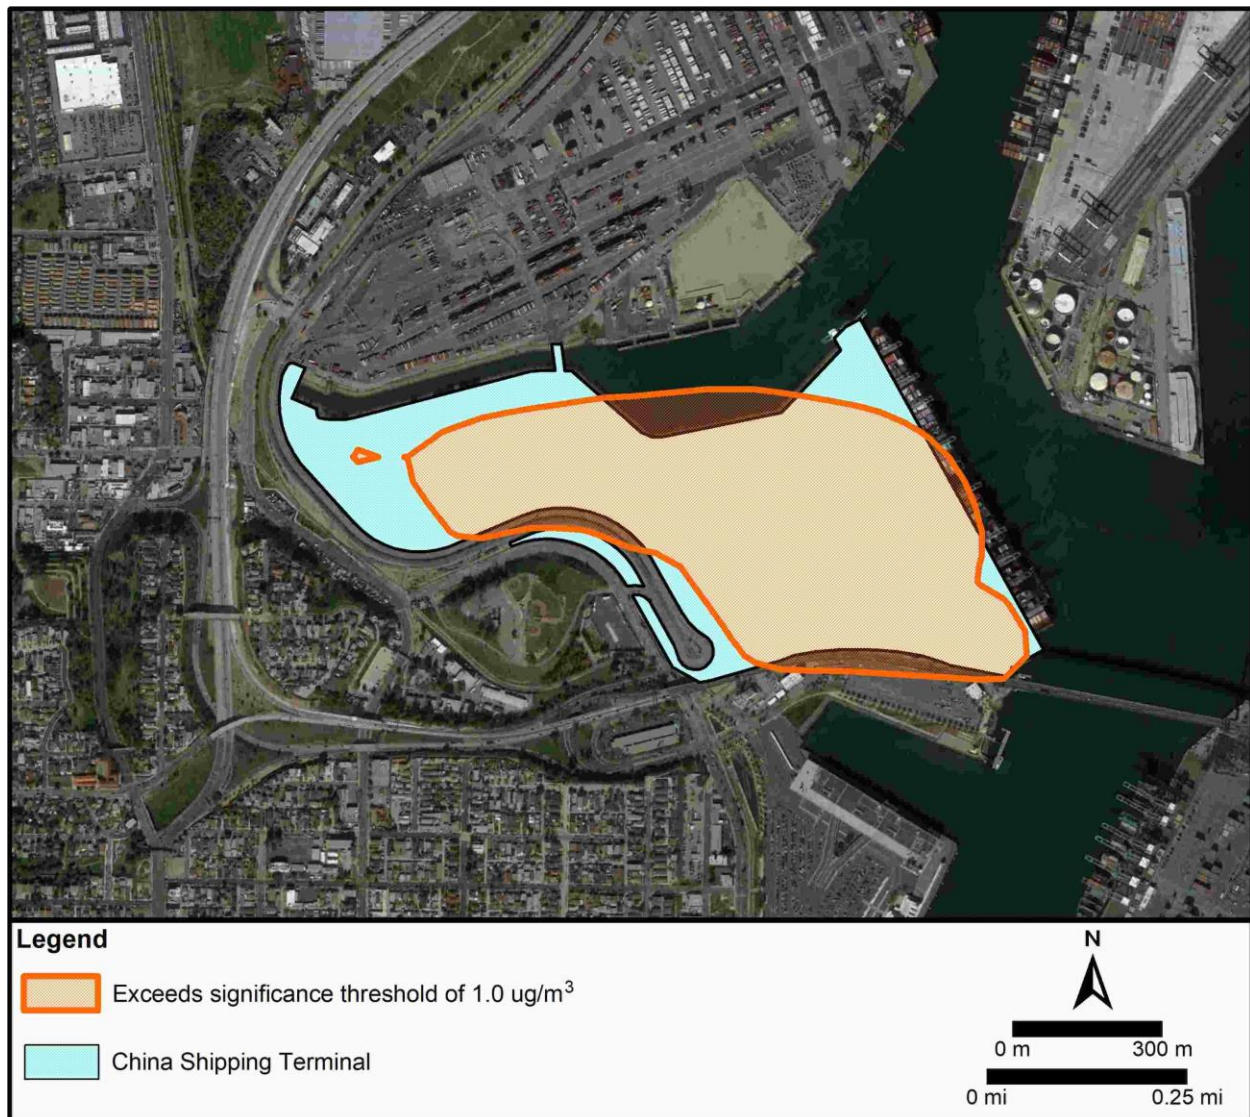 Legend
Exceeds significance threshold of 1.0 ug/m³
China Shipping Terminal
N
0 m 300 m
0 mi 0.25 mi